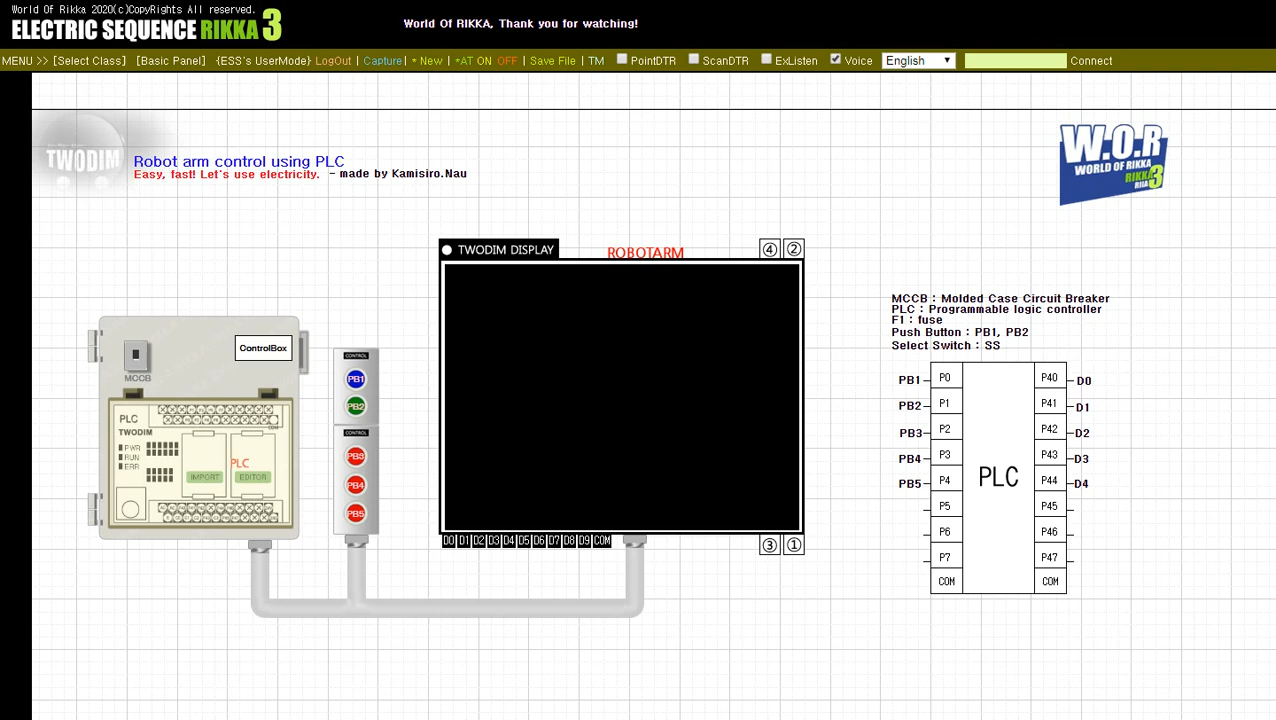 World Of Rikka 2020(c)CopyRights All reserved.
ELECTRIC SEQUENCE RIKKA 3
World Of RIKKA, Thank you for watching!
MENU >> [Select Class] [Basic Panel] {ESS's UserMode} LogOut | Capture | * New | *AT ON OFF | Save File | TM PointDTR ScanDTR ExListen Voice English Connect
TWODIM
Robot arm control using PLC
Easy, fast! Let's use electricity. - made by Kamisiro.Nau
W.O.R
WORLD OF RIKKA
RIKKA 3
TWODIM DISPLAY
ROBOTARM
④ ②
MCCB : Molded Case Circuit Breaker
PLC : Programmable logic controller
F1 : fuse
Push Button : PB1, PB2
Select Switch : SS
ControlBox
MCCB
CONTROL
PB1
PB2
CONTROL
PB3
PB4
PB5
PLC
TWODIM
PWR
RUN
ERR
PLC
IMPORT
EDITOR
D0 D1 D2 D3 D4 D5 D6 D7 D8 D9 COM
③ ①
PB1 P0 P40 D0
PB2 P1 P41 D1
PB3 P2 P42 D2
PB4 P3 P43 D3
PLC
PB5 P4 P44 D4
P5 P45
P6 P46
P7 P47
COM COM